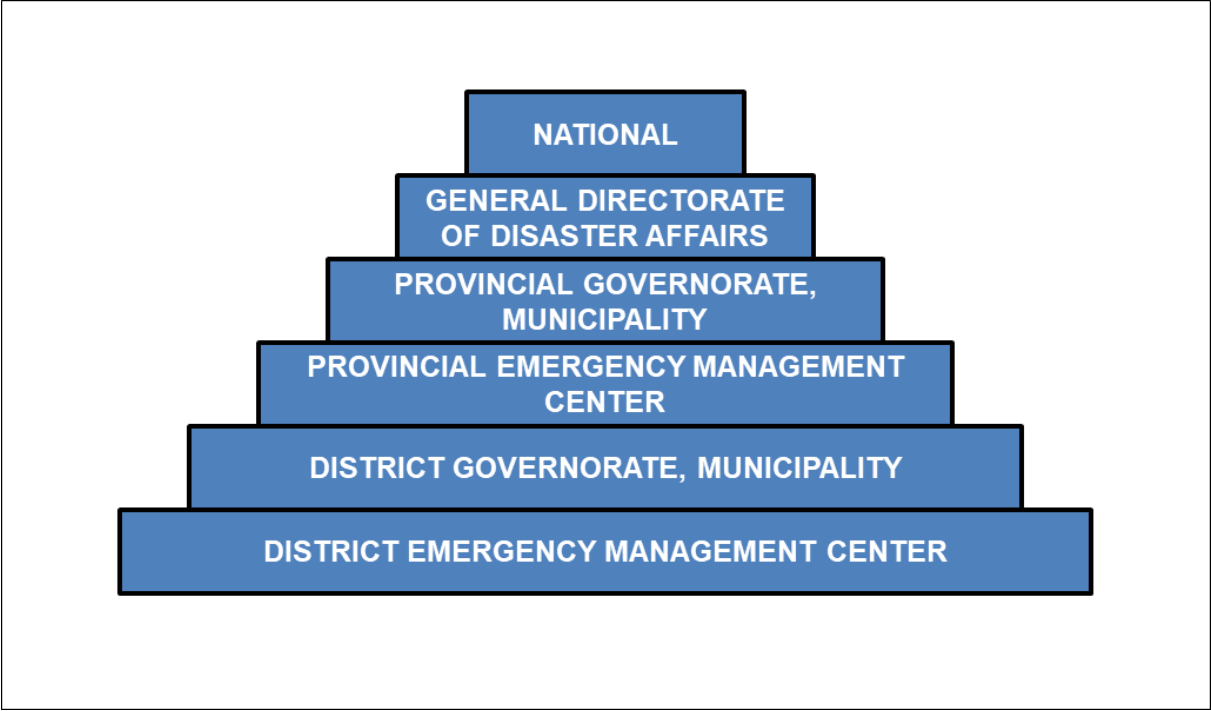 NATIONAL
GENERAL DIRECTORATE
OF DISASTER AFFAIRS
PROVINCIAL GOVERNORATE,
MUNICIPALITY
PROVINCIAL EMERGENCY MANAGEMENT
CENTER
DISTRICT GOVERNORATE, MUNICIPALITY
DISTRICT EMERGENCY MANAGEMENT CENTER